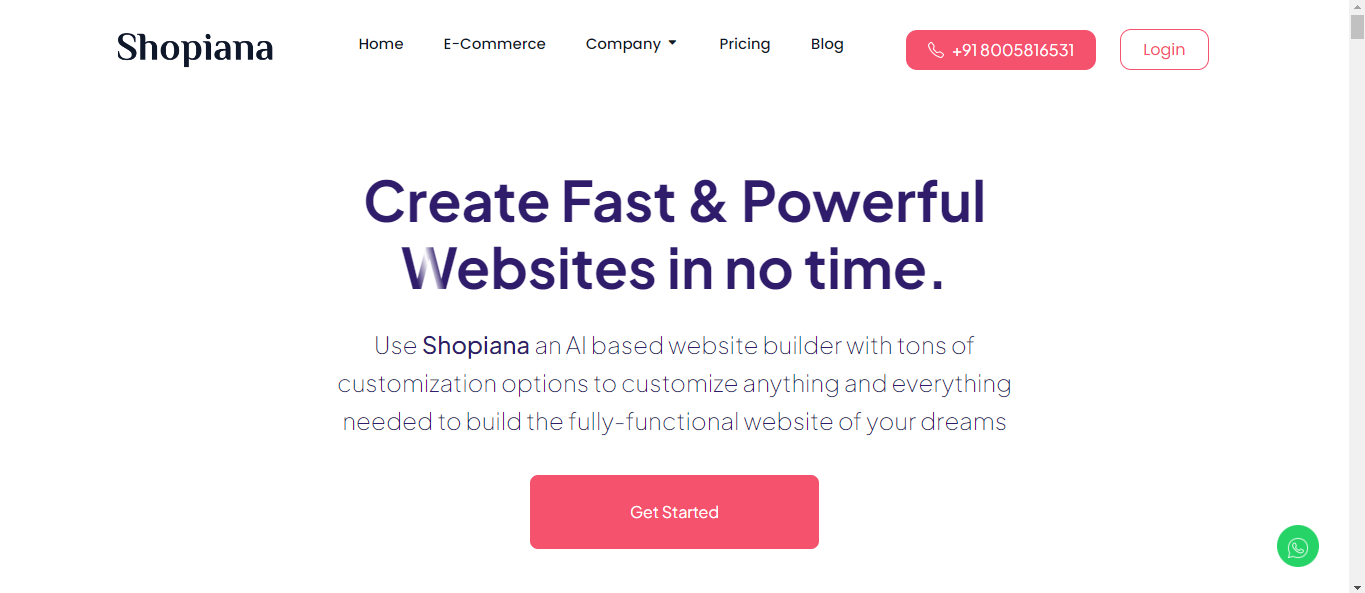 Shopiana
Home E-Commerce Company Pricing Blog +91 8005816531 Login
Create Fast & Powerful
Websites in no time.
Use Shopiana an AI based website builder with tons of
customization options to customize anything and everything
needed to build the fully-functional website of your dreams
Get Started